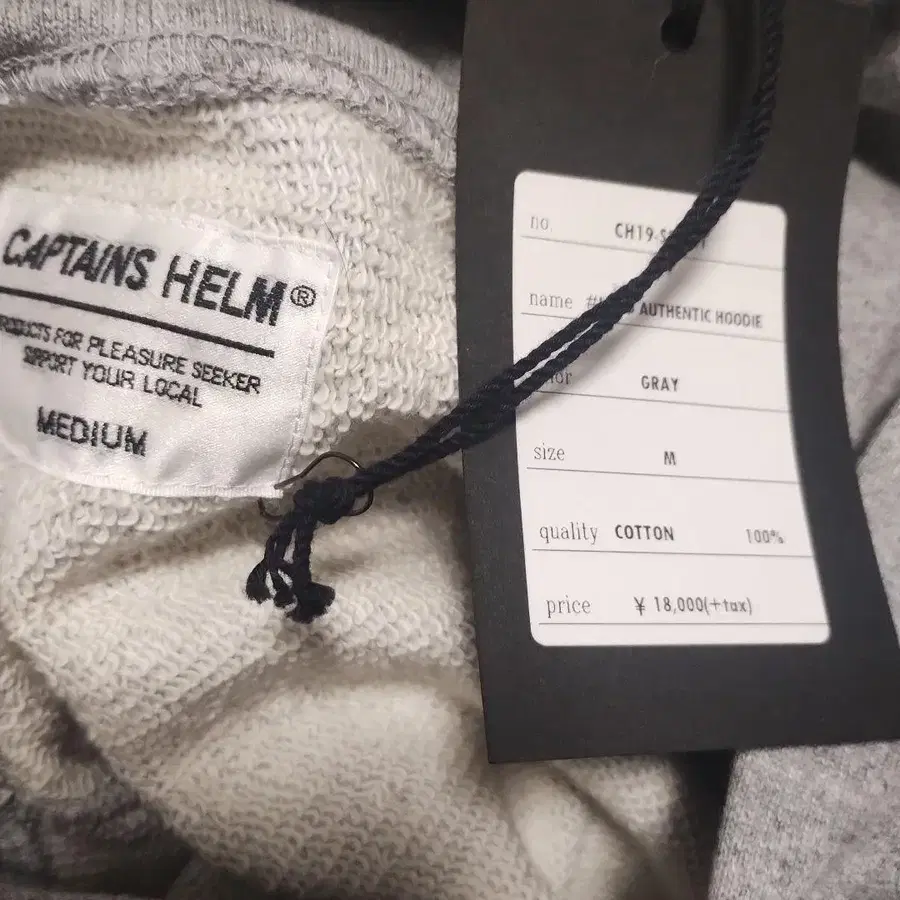 CAPTAINS HELM®
PRODUCTS FOR PLEASURE SEEKER
SUPPORT YOUR LOCAL
MEDIUM
no.
name AUTHENTIC HOODIE
GRAY
size M
quality COTTON 100%
price ¥ 18,000(+tax)